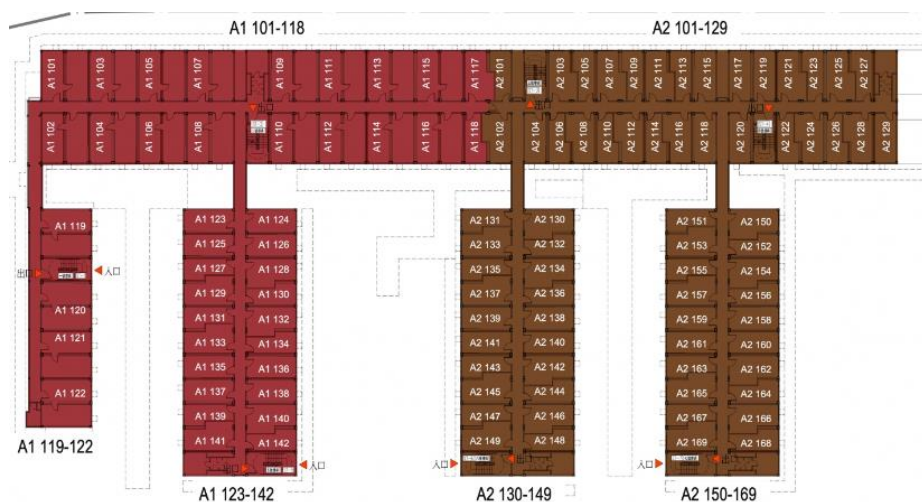 A1 101-118
A2 101-129
A1 101
A1 103
A1 105
A1 107
A1 109
A1 111
A1 113
A1 115
A1 117
A2 101
A2 103
A2 105
A2 107
A2 109
A2 111
A2 113
A2 115
A2 117
A2 119
A2 121
A2 123
A2 125
A2 127
出口
出口
出口
A1 102
A1 104
A1 106
A1 108
A1 110
A1 112
A1 114
A1 116
A1 118
A2 102
A2 104
A2 106
A2 108
A2 110
A2 112
A2 114
A2 116
A2 118
A2 120
A2 122
A2 124
A2 126
A2 128
A2 129
A1 119
出口
入口
A1 120
A1 121
A1 122
A1 119-122
A1 123 A1 124
A1 125 A1 126
A1 127 A1 128
A1 129 A1 130
A1 131 A1 132
A1 133 A1 134
A1 135 A1 136
A1 137 A1 138
A1 139 A1 140
A1 141 A1 142
出口
入口
A1 123-142
A2 131 A2 130
A2 133 A2 132
A2 135 A2 134
A2 137 A2 136
A2 139 A2 138
A2 141 A2 140
A2 143 A2 142
A2 145 A2 144
A2 147 A2 146
A2 149 A2 148
入口
出口
A2 130-149
A2 151 A2 150
A2 153 A2 152
A2 155 A2 154
A2 157 A2 156
A2 159 A2 158
A2 161 A2 160
A2 163 A2 162
A2 165 A2 164
A2 167 A2 166
A2 169 A2 168
入口
出口
A2 150-169